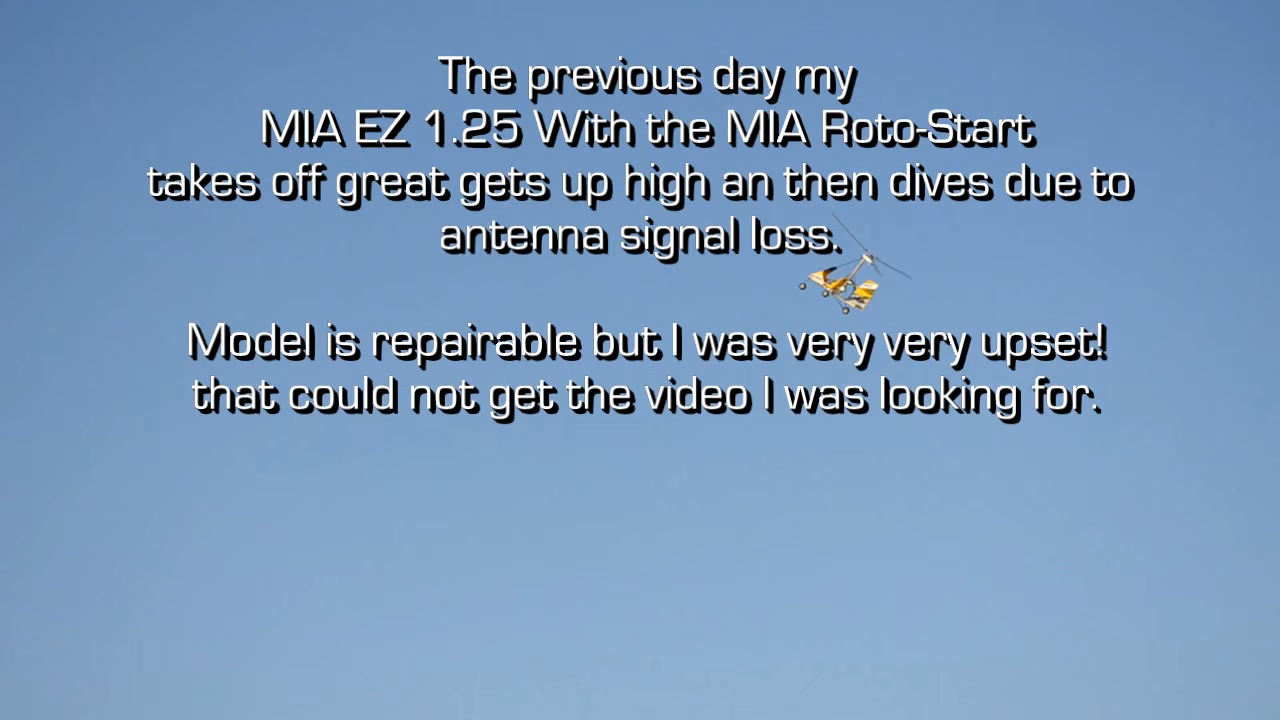 The previous day my
MIA EZ 1.25 With the MIA Roto-Start
takes off great gets up high an then dives due to
antenna signal loss.
Model is repairable but I was very very upset!
that could not get the video I was looking for.